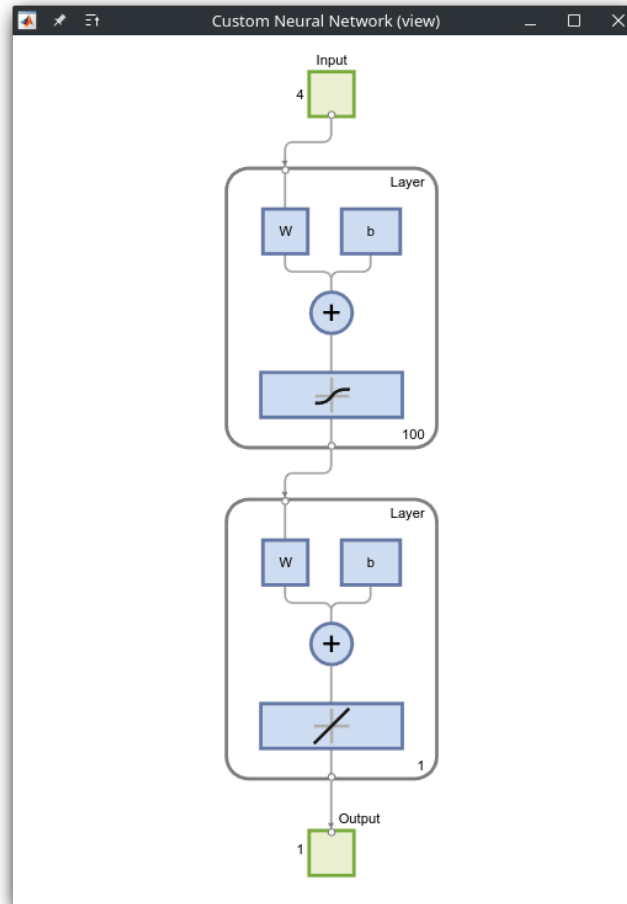 Custom Neural Network (view)
Input
4
Layer
W b
+
100
Layer
W b
+
1
Output
1